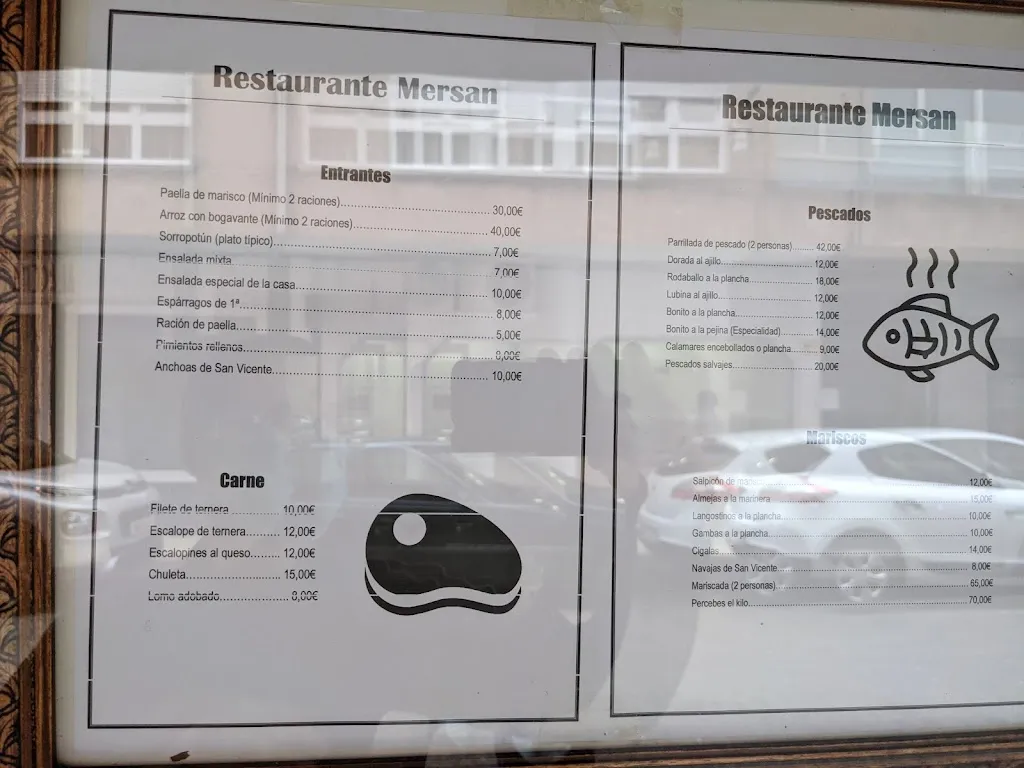 Restaurante Mersan
Entrantes
Paella de marisco (Mínimo 2 raciones)..................................................30,00€
Arroz con bogavante (Mínimo 2 raciones)..............................................40,00€
Sorropotún (plato típico)........................................................................7,00€
Ensalada mixta.......................................................................................7,00€
Ensalada especial de la casa.................................................................10,00€
Espárragos de 1ª....................................................................................8,00€
Ración de paella.....................................................................................5,00€
Pimientos rellenos..................................................................................8,00€
Anchoas de San Vicente........................................................................10,00€
Carne
Filete de ternera.................10,00€
Escalope de ternera...........12,00€
Escalopines al queso.........12,00€
Chuleta...............................15,00€
Lomo adobado.......................8,00€
Restaurante Mersan
Pescados
Parrillada de pescado (2 personas).........42,00€
Dorada al ajillo.......................................12,00€
Rodaballo a la plancha...........................18,00€
Lubina al ajillo........................................12,00€
Bonito a la plancha.................................12,00€
Bonito a la pejina (Especialidad).............14,00€
Calamares encebollados o plancha...........9,00€
Pescados salvajes..................................20,00€
Mariscos
Salpicón de 12,00€
Almejas a la marinera..............................................................15,00€
Langostinos a la plancha.........................................................10,00€
Gambas a la plancha...............................................................10,00€
Cigalas....................................................................................14,00€
Navajas de San Vicente............................................................8,00€
Mariscada (2 personas)...........................................................65,00€
Percebes el kilo.......................................................................70,00€